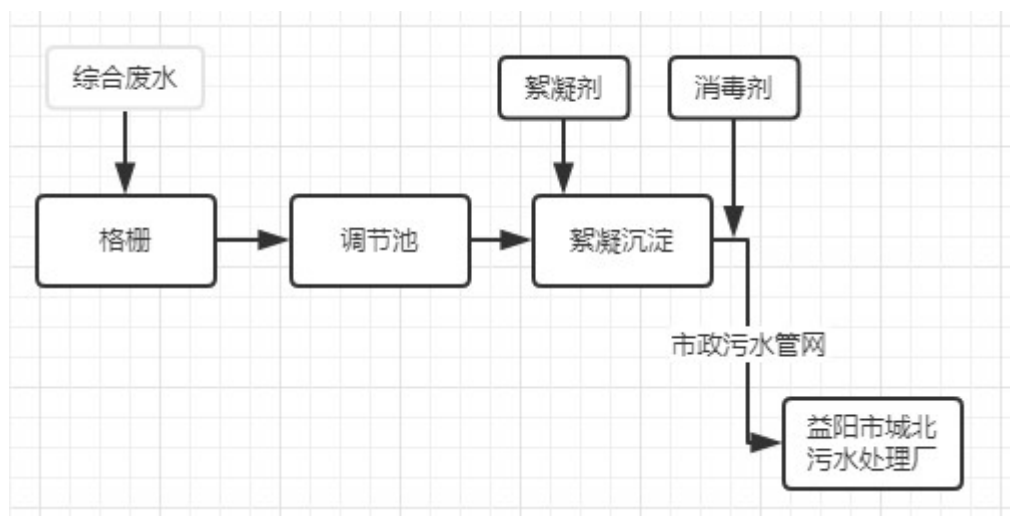 综合废水
絮凝剂
消毒剂
格栅
调节池
絮凝沉淀
市政污水管网
益阳市城北
污水处理厂